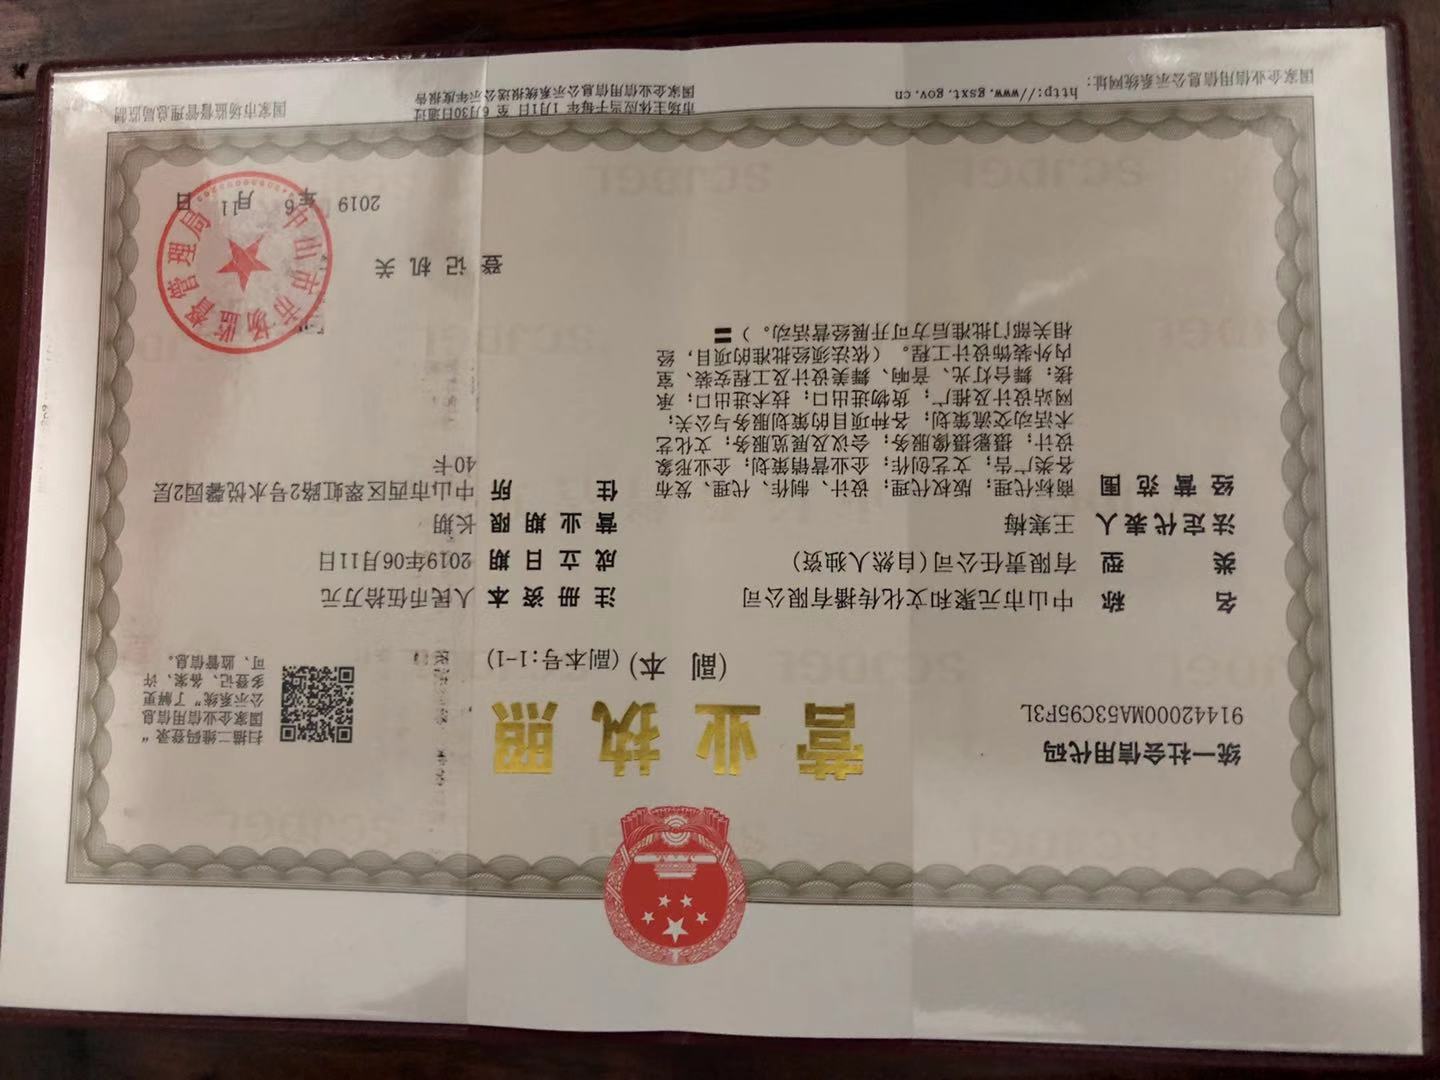 统一社会信用代码
91442000MA53C95F3L
营业执照
(副 本)(副本号:1-1)
扫描二维码登录“
国家企业信用信息
公示系统”了解更
多登记、备案、许
可、监管信息。
名 称 中山市元聚和文化传播有限公司
类 型 有限责任公司(自然人独资)
法定代表人 王寒梅
经营范围 商标代理；版权代理；设计、制作、代理、发布
各类广告；文艺创作；企业营销策划；企业形象
设计；摄影摄像服务；会议及展览服务；文化艺
术活动交流策划；各种项目的策划服务与公关；
网站设计及推广；货物进出口；技术进出口；承
接：舞台灯光、音响、舞美设计及工程安装、室
内外装饰设计工程。（依法须经批准的项目，经
相关部门批准后方可开展经营活动。）〓
注册资本 人民币伍拾万元
成立日期 2019年06月11日
营业期限 长期
住 所 中山市西区翠虹路2号水悦馨园2层
40卡
登记机关
中山市市场监督管理局
2019 年 6 月 11 日
国家企业信用信息公示系统网址：http://www.gsxt.gov.cn
市场主体应当于每年 1月1日 至 6月30日通过
国家企业信用信息公示系统报送公示年度报告
国家市场监督管理总局监制